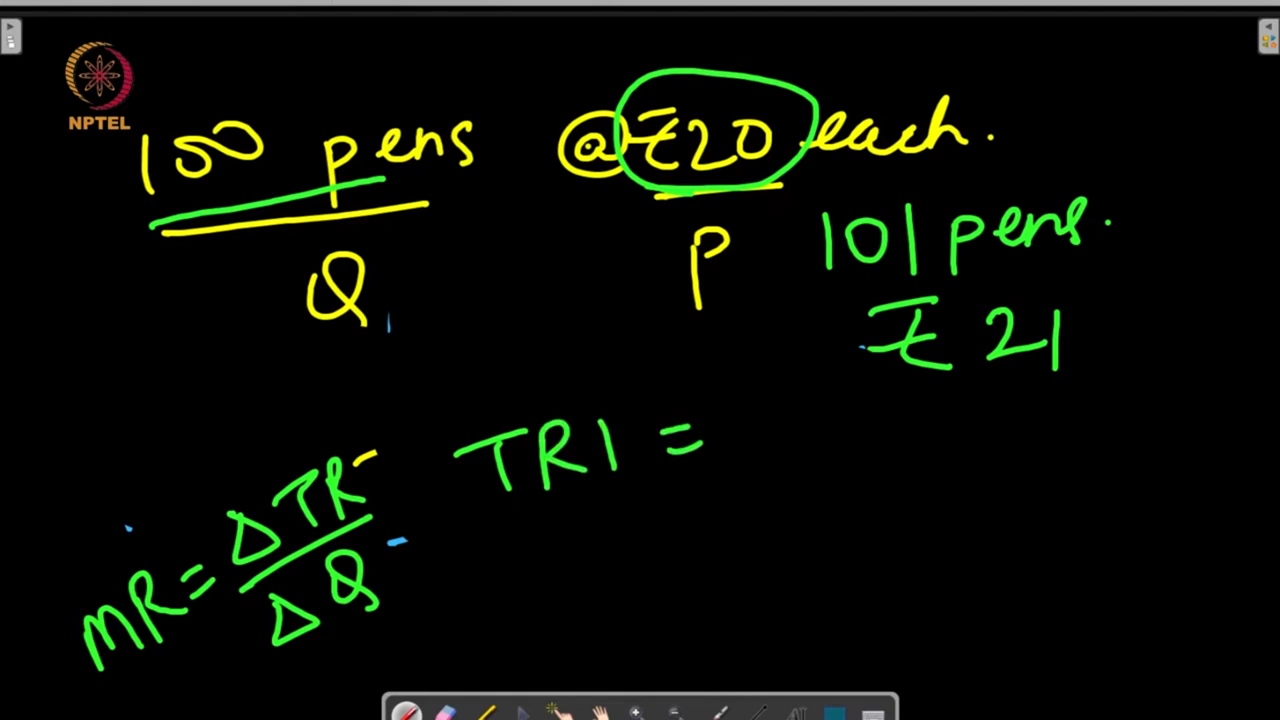 NPTEL
100 pens @ ₹20 each.
Q P
101 pens.
₹ 21
TR1 =
MR = ΔTR / ΔQ